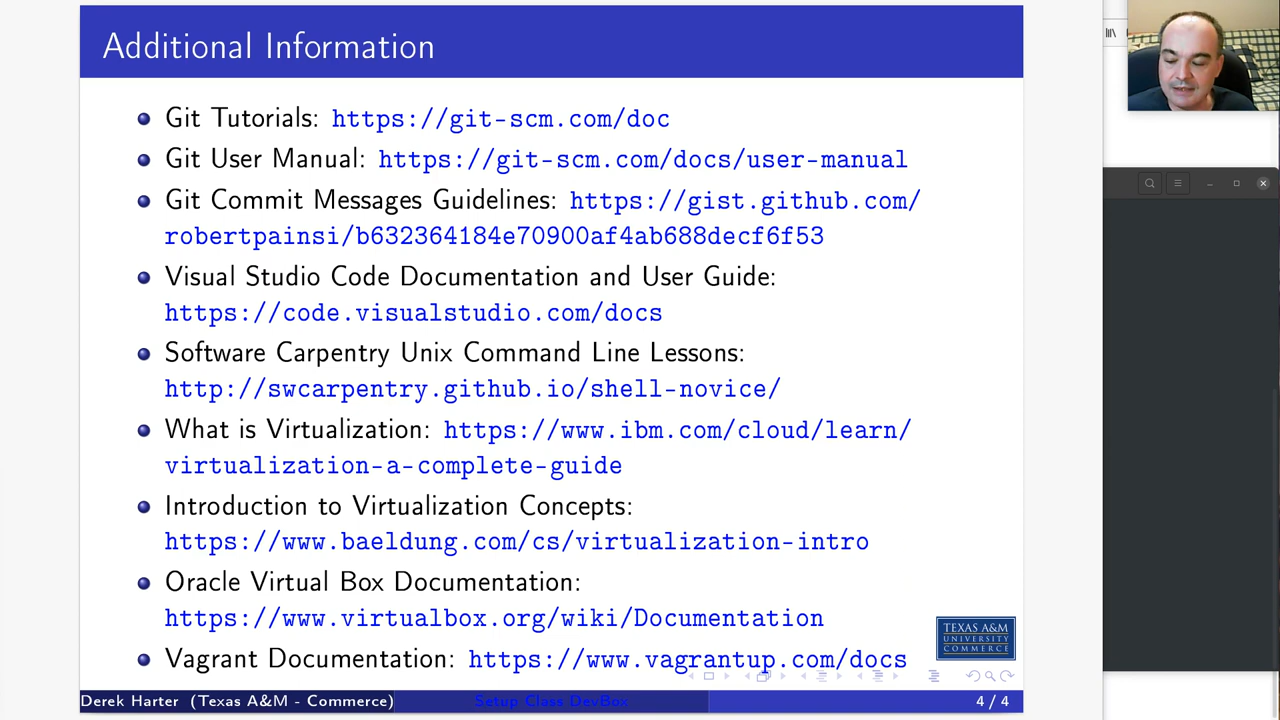 Additional Information
Git Tutorials: https://git-scm.com/doc
Git User Manual: https://git-scm.com/docs/user-manual
Git Commit Messages Guidelines: https://gist.github.com/
robertpainsi/b632364184e70900af4ab688decf6f53
Visual Studio Code Documentation and User Guide:
https://code.visualstudio.com/docs
Software Carpentry Unix Command Line Lessons:
http://swcarpentry.github.io/shell-novice/
What is Virtualization: https://www.ibm.com/cloud/learn/
virtualization-a-complete-guide
Introduction to Virtualization Concepts:
https://www.baeldung.com/cs/virtualization-intro
Oracle Virtual Box Documentation:
https://www.virtualbox.org/wiki/Documentation
Vagrant Documentation: https://www.vagrantup.com/docs
TEXAS A&M
UNIVERSITY
COMMERCE
Derek Harter (Texas A&M - Commerce)
Setup Class DevBox
4 / 4